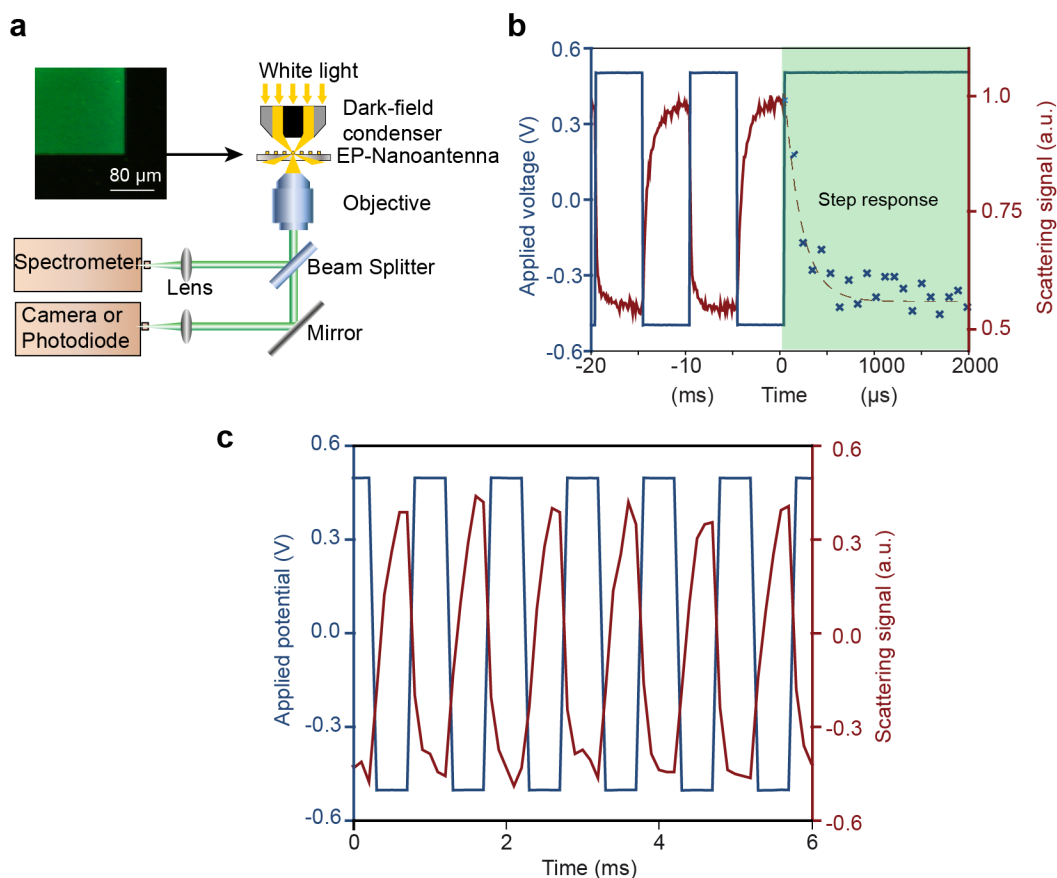 a
White light
Dark-field
condenser
EP-Nanoantenna
80 µm
Objective
Spectrometer
Lens
Beam Splitter
Camera or
Photodiode
Mirror
b
0.6
0.3
0.0
-0.3
-0.6
Applied voltage (V)
Step response
1.0
0.75
0.5
Scattering signal (a.u.)
-20
-10
0
1000
2000
(ms)
Time
(µs)
c
0.6
0.3
0.0
-0.3
-0.6
Applied potential (V)
0.6
0.3
0.0
-0.3
-0.6
Scattering signal (a.u.)
0
2
4
6
Time (ms)